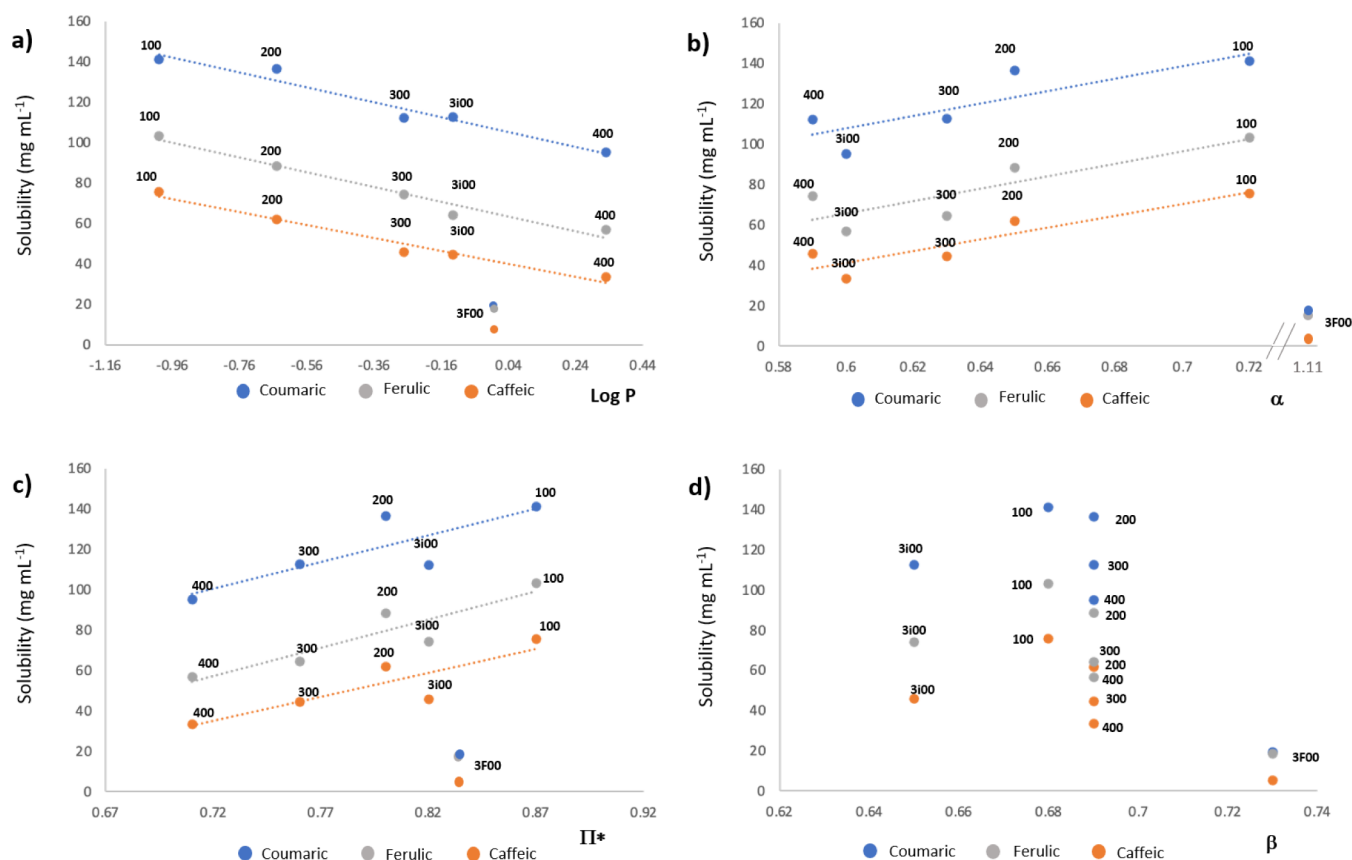 a)
Solubility (mg mL-1)
160
140
120
100
80
60
40
20
0
100
200
300
3i00
400
100
200
300
3i00
400
100
200
300
3i00
400
3F00
-1.16 -0.96 -0.76 -0.56 -0.36 -0.16 0.04 0.24 0.44
Coumaric Ferulic Caffeic
Log P
b)
Solubility (mg mL-1)
160
140
120
100
80
60
40
20
0
400
3i00
300
200
100
400
3i00
300
200
100
400
3i00
300
200
100
3F00
0.58 0.6 0.62 0.64 0.66 0.68 0.7 0.72 1.11
Coumaric Ferulic Caffeic
α
c)
Solubility (mg mL-1)
160
140
120
100
80
60
40
20
0
400
300
200
3i00
100
400
300
200
3i00
100
400
300
200
3i00
100
3F00
0.67 0.72 0.77 0.82 0.87 0.92
Π*
Coumaric Ferulic Caffeic
d)
Solubility (mg mL-1)
160
140
120
100
80
60
40
20
0
3i00
100
200
300
400
3i00
100
200
300
200
400
3i00
100
300
400
3F00
0.62 0.64 0.66 0.68 0.7 0.72 0.74
Coumaric Ferulic Caffeic
β